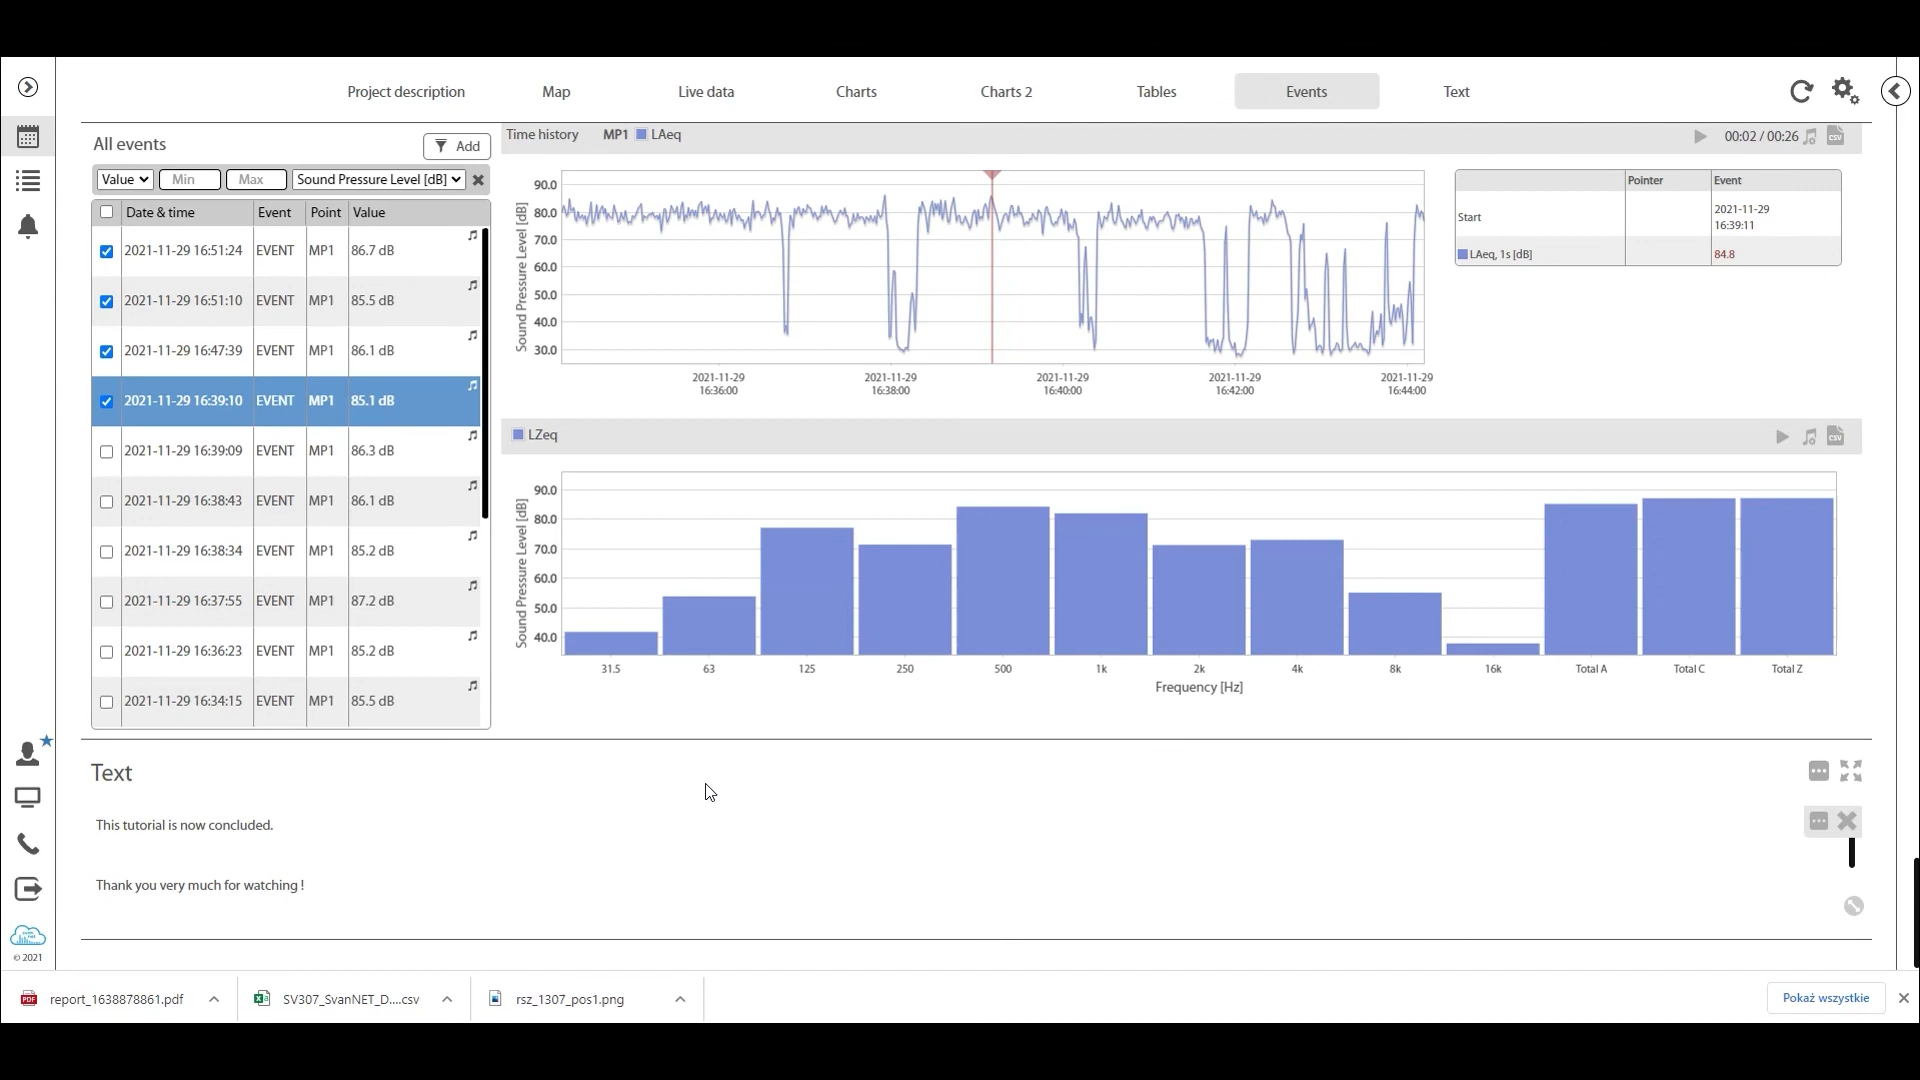 Project description Map Live data Charts Charts 2 Tables Events Text
All events Add
Value Min Max Sound Pressure Level [dB]
Date & time Event Point Value
2021-11-29 16:51:24 EVENT MP1 86.7 dB
2021-11-29 16:51:10 EVENT MP1 85.5 dB
2021-11-29 16:47:39 EVENT MP1 86.1 dB
2021-11-29 16:39:10 EVENT MP1 85.1 dB
2021-11-29 16:39:09 EVENT MP1 86.3 dB
2021-11-29 16:38:43 EVENT MP1 86.1 dB
2021-11-29 16:38:34 EVENT MP1 85.2 dB
2021-11-29 16:37:55 EVENT MP1 87.2 dB
2021-11-29 16:36:23 EVENT MP1 85.2 dB
2021-11-29 16:34:15 EVENT MP1 85.5 dB
Time history MP1 LAeq 00:02 / 00:26 CSV
Sound Pressure Level [dB]
90.0
80.0
70.0
60.0
50.0
40.0
30.0
2021-11-29 2021-11-29 2021-11-29 2021-11-29 2021-11-29
16:36:00 16:38:00 16:40:00 16:42:00 16:44:00
Pointer Event
Start 2021-11-29
16:39:11
LAeq, 1s [dB] 84.8
LZeq CSV
Sound Pressure Level [dB]
90.0
80.0
70.0
60.0
50.0
40.0
31.5 63 125 250 500 1k 2k 4k 8k 16k Total A Total C Total Z
Frequency [Hz]
Text
This tutorial is now concluded.
Thank you very much for watching !
© 2021
PDF report_1638878861.pdf SV307_SvanNET_D....csv rsz_1307_pos1.png Pokaż wszystkie